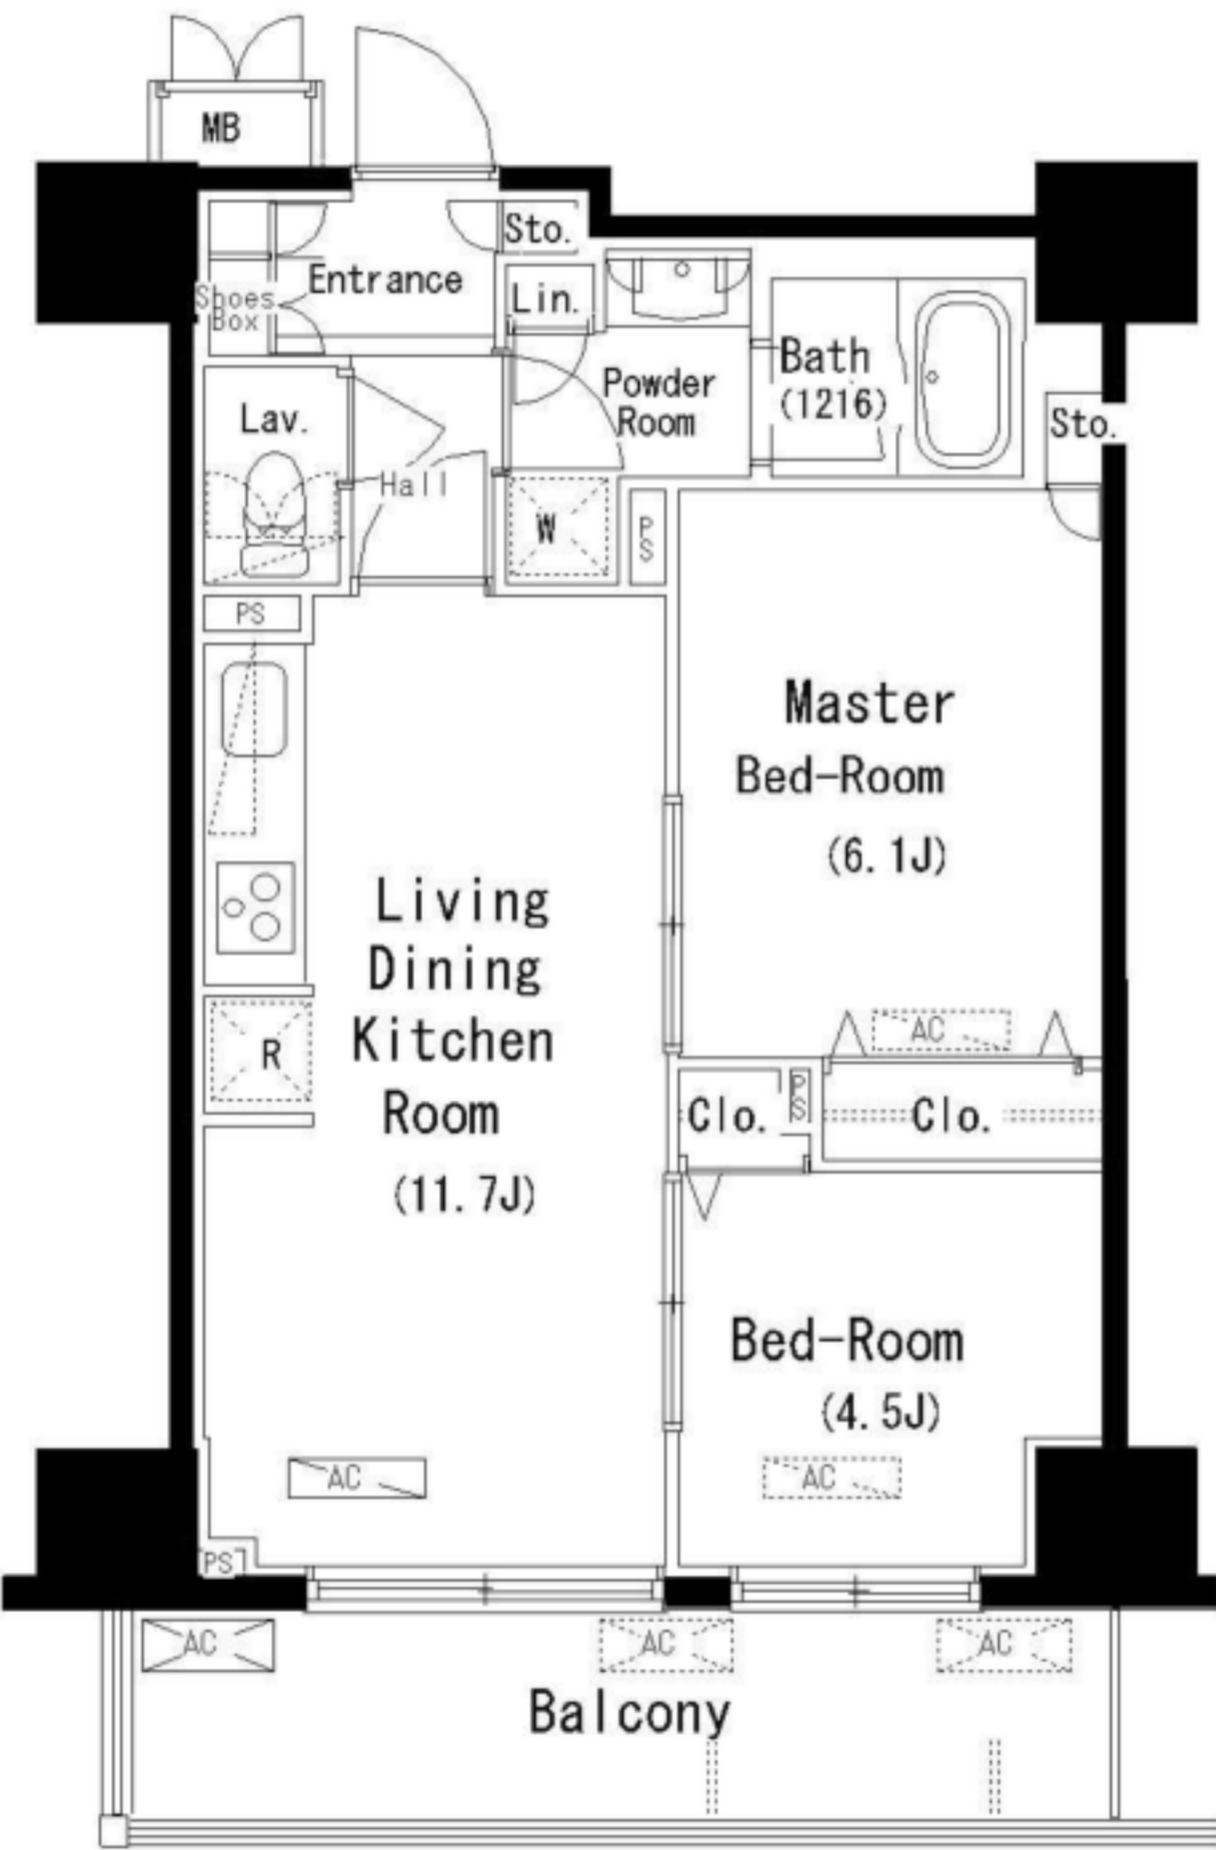 MB
Sto.
Entrance
Shoes
Box
Lin.
Bath
(1216)
Powder
Room
Lav.
Sto.
Hall
W
PS
PS
Master
Bed-Room
(6.1J)
Living
Dining
Kitchen
Room
(11.7J)
R
AC
Clo.
PS
Clo.
Bed-Room
(4.5J)
AC
AC
PS
AC
AC
AC
Balcony